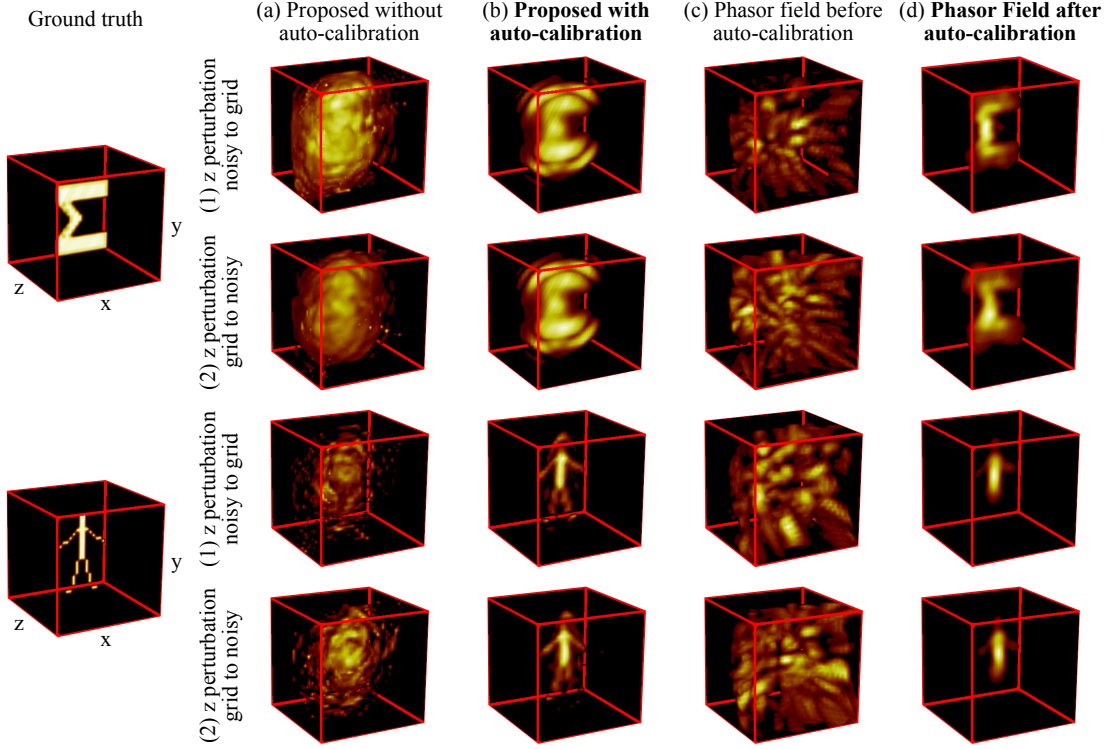 Ground truth
(a) Proposed without
auto-calibration
(b) Proposed with
auto-calibration
(c) Phasor field before
auto-calibration
(d) Phasor Field after
auto-calibration
(1) z perturbation
noisy to grid
y
z
x
(2) z perturbation
grid to noisy
(1) z perturbation
noisy to grid
y
z
x
(2) z perturbation
grid to noisy